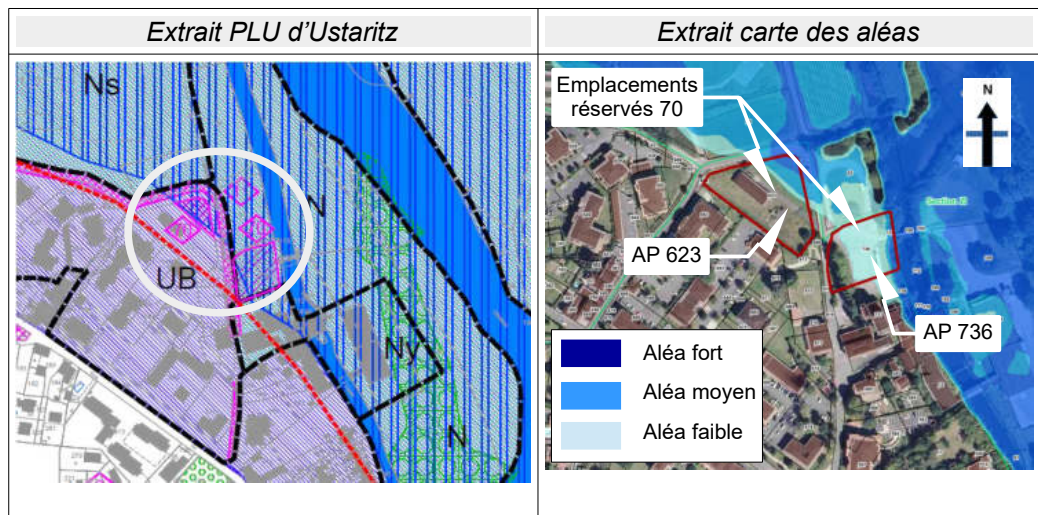 Extrait PLU d'Ustaritz
Extrait carte des aléas
Ns
N
UB
Ny
N
Emplacements
réservés 70
N
AP 623
AP 736
Aléa fort
Aléa moyen
Aléa faible